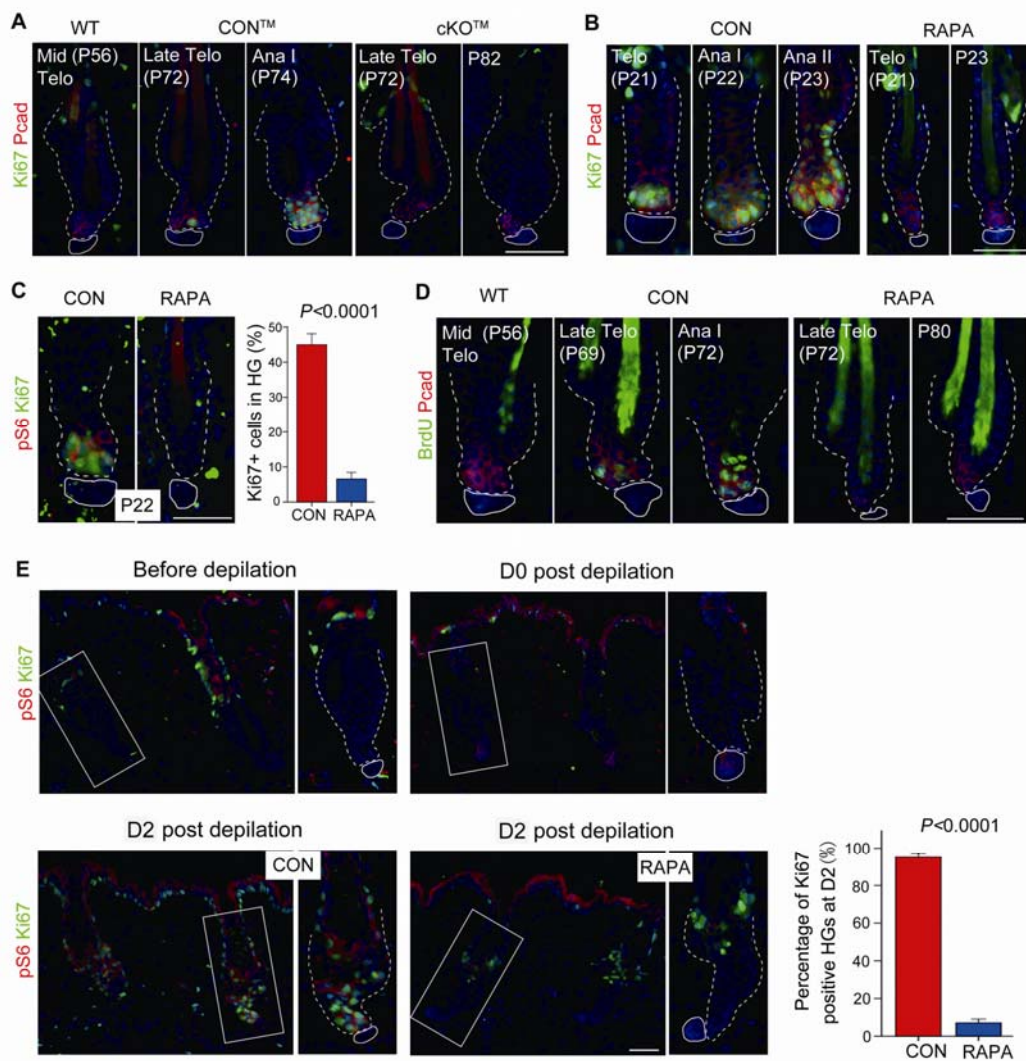 A
WT
CON™
cKO™
Mid (P56)
Telo
Late Telo
(P72)
Ana I
(P74)
Late Telo
(P72)
P82
Ki67 Pcad
B
CON
RAPA
Telo
(P21)
Ana I
(P22)
Ana II
(P23)
Telo
(P21)
P23
Ki67 Pcad
C
CON
RAPA
pS6 Ki67
P22
P<0.0001
Ki67+ cells in HG (%)
50
40
30
20
10
0
CON
RAPA
D
WT
CON
RAPA
Mid (P56)
Telo
Late Telo
(P69)
Ana I
(P72)
Late Telo
(P72)
P80
BrdU Pcad
E
Before depilation
D0 post depilation
pS6 Ki67
D2 post depilation
CON
D2 post depilation
RAPA
pS6 Ki67
P<0.0001
Percentage of Ki67
positive HGs at D2 (%)
100
80
60
40
20
0
CON
RAPA